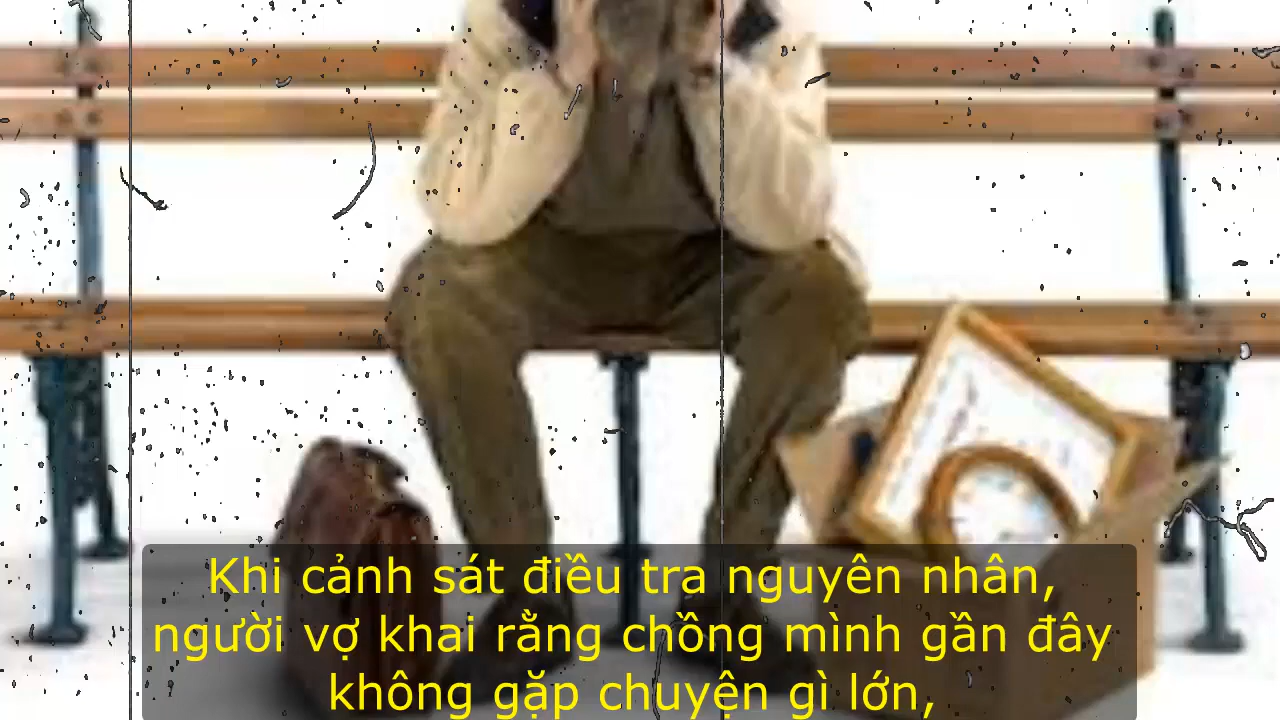 Khi cảnh sát điều tra nguyên nhân,
người vợ khai rằng chồng mình gần đây
không gặp chuyện gì lớn,